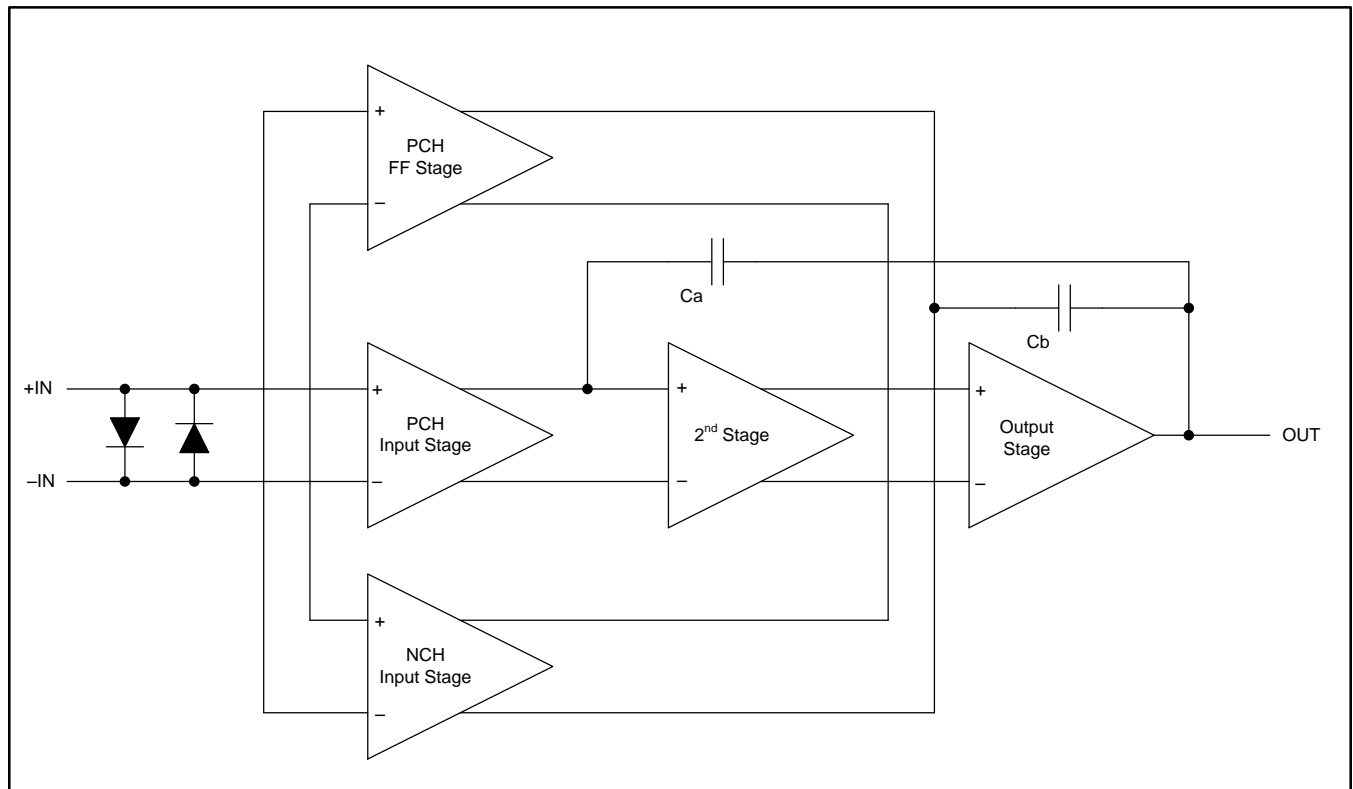 +
PCH
FF Stage
–
Ca
Cb
+IN
+
PCH
Input Stage
–
+
2nd Stage
–
+
Output
Stage
–
OUT
–IN
+
NCH
Input Stage
–